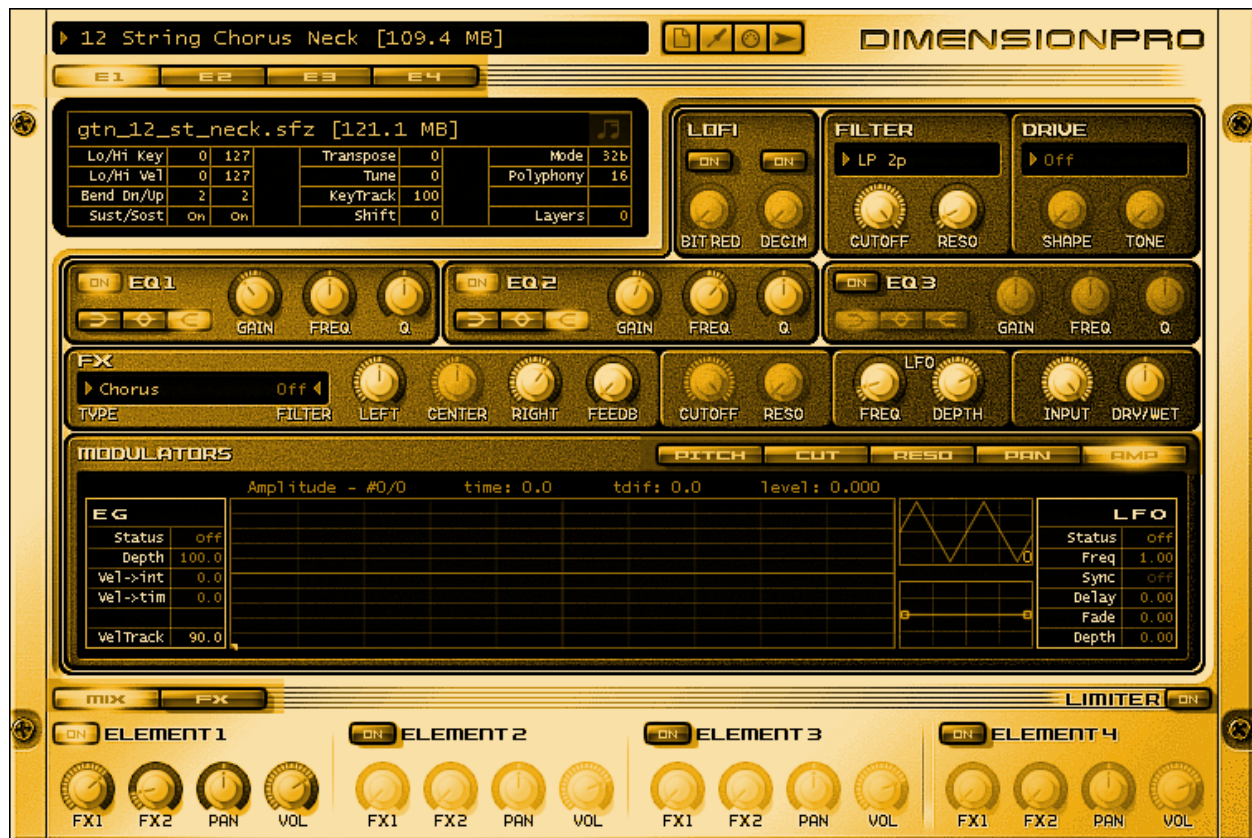 12 String Chorus Neck [109.4 MB]
DIMENSIONPRO
E1 E2 E3 E4
gtn_12_st_neck.sfz [121.1 MB]
Lo/Hi Key 0 127 Transpose 0 Mode 32b
Lo/Hi Vel 0 127 Tune 0 Polyphony 16
Bend Dn/Up 2 2 KeyTrack 100
Sust/Sost On On Shift 0 Layers 0
LOFI
ON ON
BIT RED DECIM
FILTER
LP 2p
CUTOFF RESO
DRIVE
Off
SHAPE TONE
ON EQ1
GAIN FREQ Q
ON EQ2
GAIN FREQ Q
ON EQ3
GAIN FREQ Q
FX
Chorus Off
TYPE FILTER LEFT CENTER RIGHT FEEDB
CUTOFF RESO
LFO
FREQ DEPTH
INPUT DRY/WET
MODULATORS
PITCH CUT RESO PAN AMP
Amplitude - #0/0 time: 0.0 tdif: 0.0 level: 0.000
EG
Status off
Depth 100.0
Vel->int 0.0
Vel->tim 0.0
VelTrack 90.0
LFO
Status off
Freq 1.00
Sync off
Delay 0.00
Fade 0.00
Depth 0.00
MIX FX
LIMITER ON
ON ELEMENT 1
FX1 FX2 PAN VOL
ON ELEMENT 2
FX1 FX2 PAN VOL
ON ELEMENT 3
FX1 FX2 PAN VOL
ON ELEMENT 4
FX1 FX2 PAN VOL